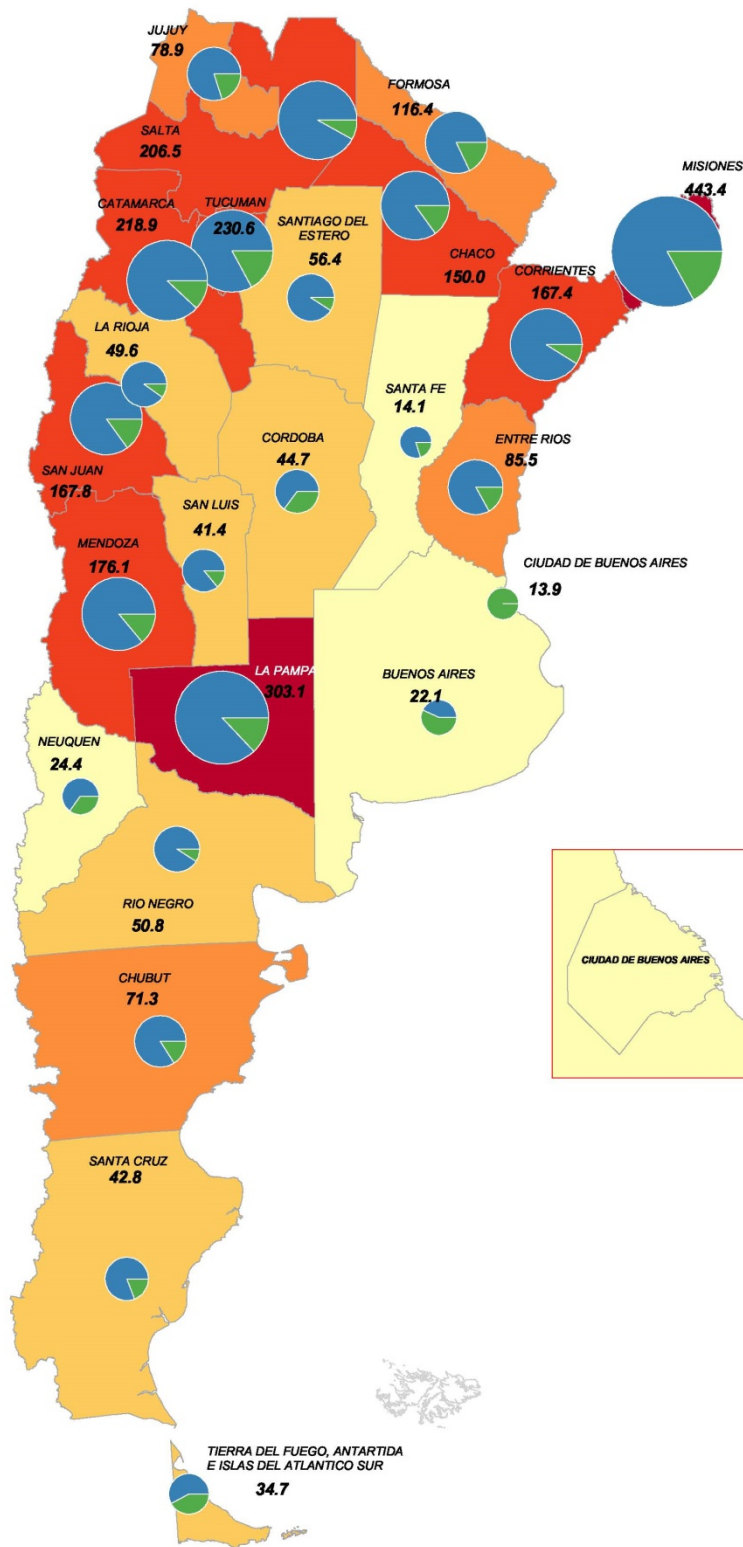 JUJUY
78.9
FORMOSA
116.4
SALTA
206.5
MISIONES
443.4
CATAMARCA
218.9
TUCUMAN
230.6
SANTIAGO DEL
ESTERO
56.4
CHACO
150.0
CORRIENTES
167.4
LA RIOJA
49.6
SANTA FE
14.1
CORDOBA
44.7
ENTRE RIOS
85.5
SAN JUAN
167.8
SAN LUIS
41.4
MENDOZA
176.1
CIUDAD DE BUENOS AIRES
13.9
LA PAMPA
303.1
BUENOS AIRES
22.1
NEUQUEN
24.4
RIO NEGRO
50.8
CIUDAD DE BUENOS AIRES
CHUBUT
71.3
SANTA CRUZ
42.8
TIERRA DEL FUEGO, ANTARTIDA
E ISLAS DEL ATLANTICO SUR
34.7